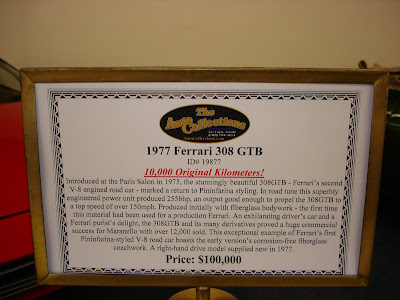 The
Auto Collections
Las Vegas, Nevada
AutoCollections.com
1977 Ferrari 308 GTB
ID# 19877
10,000 Original Kilometers!
Introduced at the Paris Salon in 1975, the stunningly beautiful 308GTB - Ferrari's second
V-8 engined road car - marked a return to Pininfarina styling. In road tune this superbly
engineered power unit produced 255bhp, an output good enough to propel the 308GTB to
a top speed of over 150mph. Produced initially with fiberglass bodywork - the first time
this material had been used for a production Ferrari. An exhilarating driver's car and a
Ferrari purist's delight, the 308GTB and its many derivatives proved a huge commercial
success for Maranello with over 12,000 sold. This exceptional example of Ferrari's first
Pininfarina-styled V-8 road car boasts the early version's corrosion-free fiberglass
coachwork. A right-hand drive model supplied new in 1977.
Price: $100,000